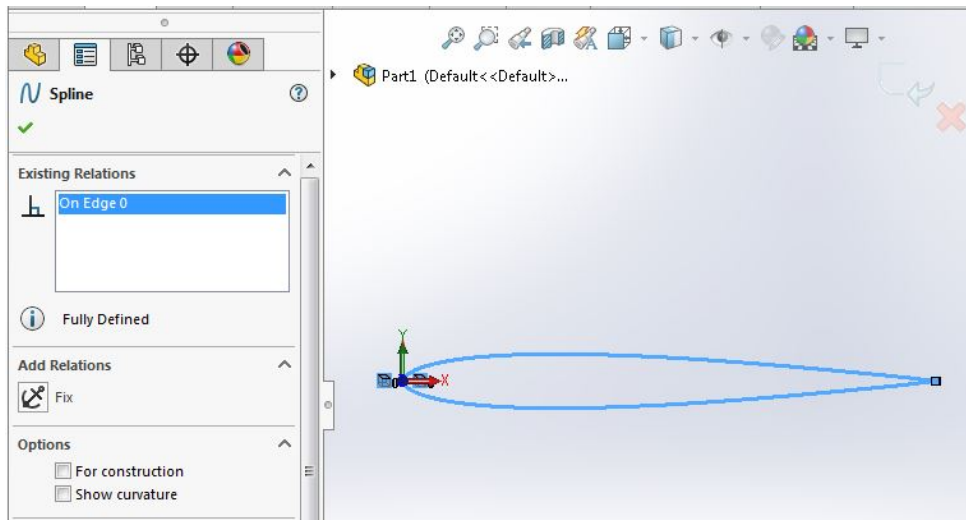 Part1 (Default<<Default>...
Spline
Existing Relations
On Edge 0
Fully Defined
Add Relations
Fix
Options
For construction
Show curvature
Y
X